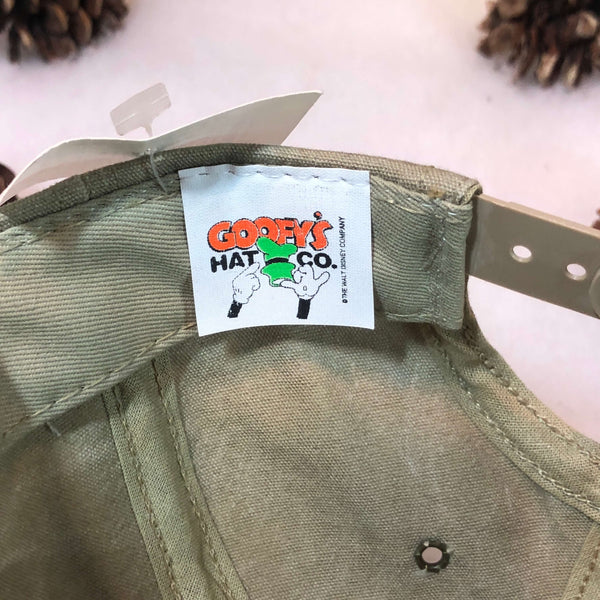 GOOFY'S
HAT CO.
©THE WALT DISNEY COMPANY